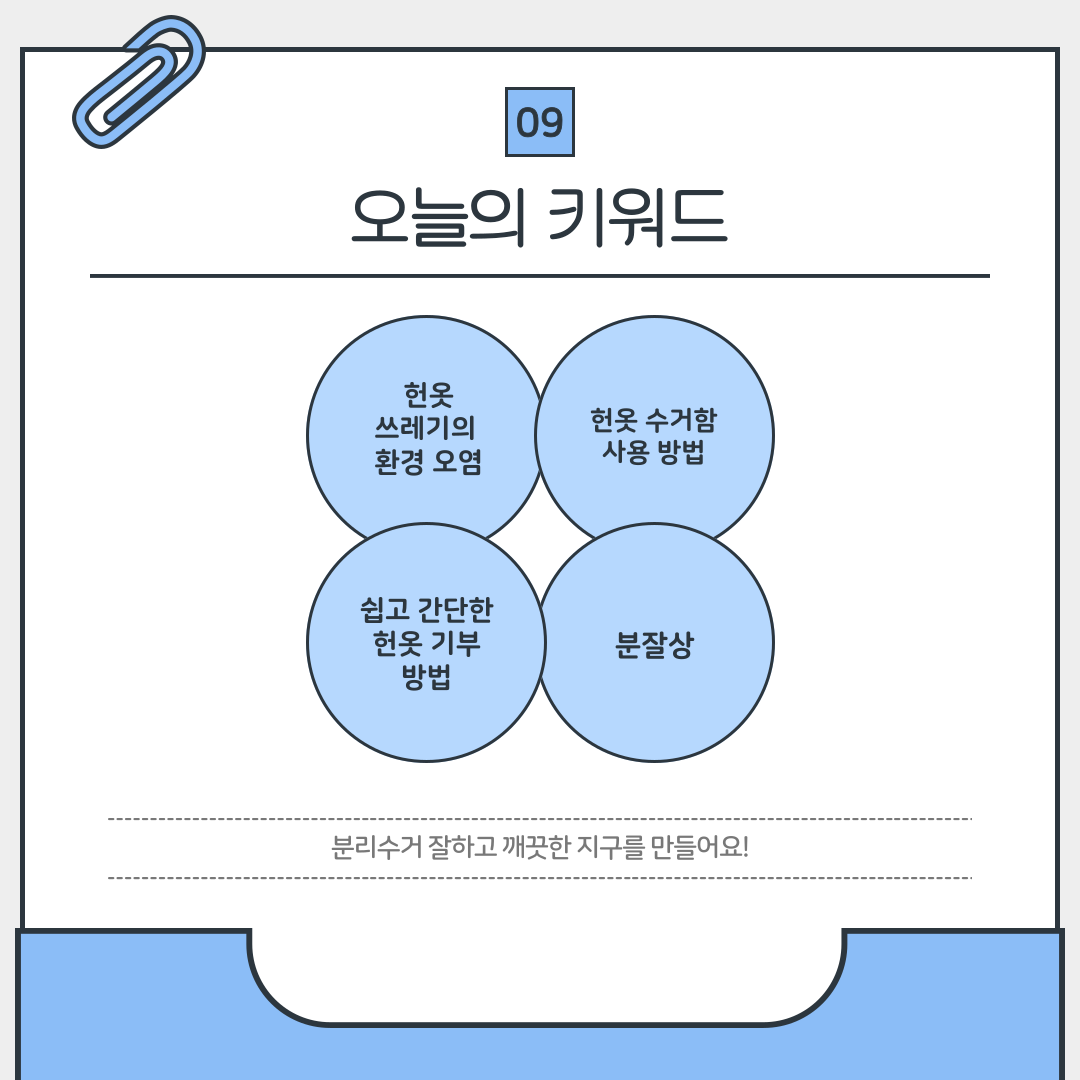 09
오늘의 키워드
헌옷
쓰레기의
환경 오염
헌옷 수거함
사용 방법
쉽고 간단한
헌옷 기부
방법
분잘상
분리수거 잘하고 깨끗한 지구를 만들어요!